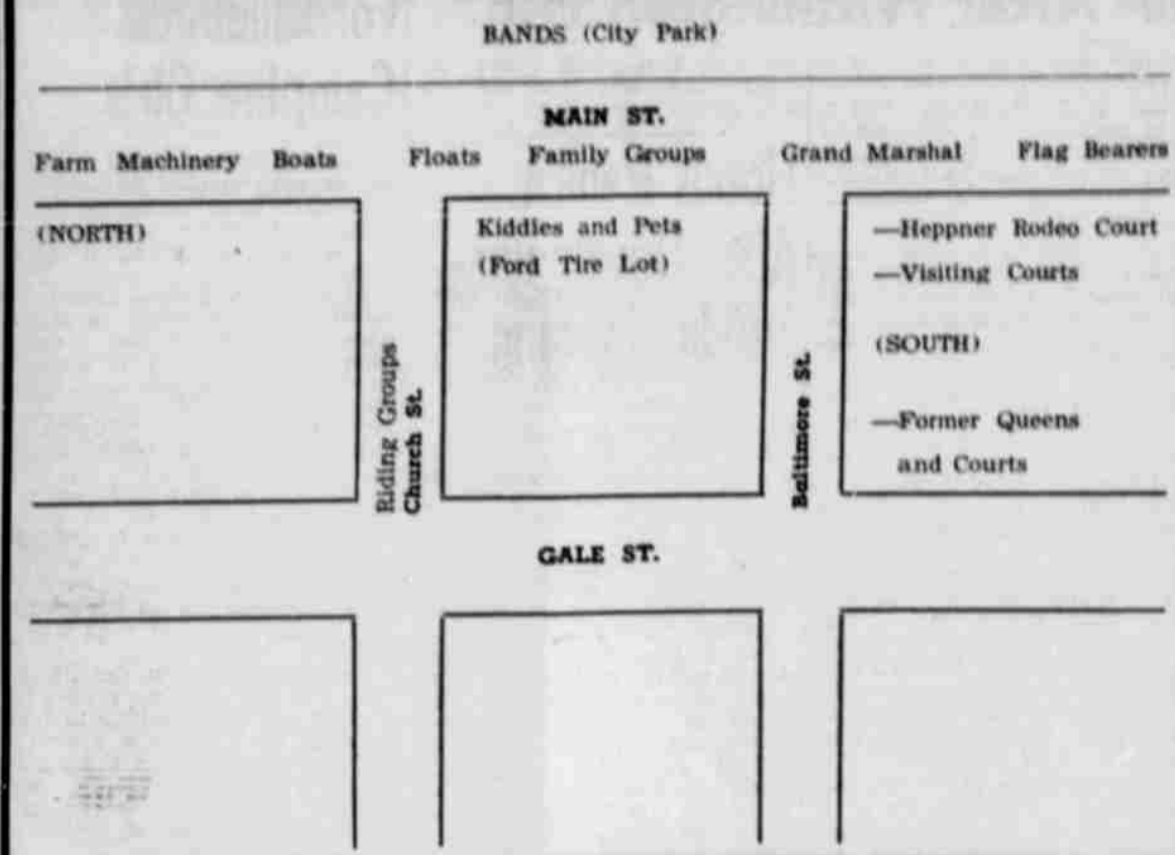 BANDS (City Park)
MAIN ST.
Farm Machinery Boats Floats Family Groups Grand Marshal Flag Bearers
(NORTH)
Kiddies and Pets
(Ford Tire Lot)
—Heppner Rodeo Court
—Visiting Courts
(SOUTH)
—Former Queens
and Courts
Riding Groups
Church St.
Baltimore St.
GALE ST.